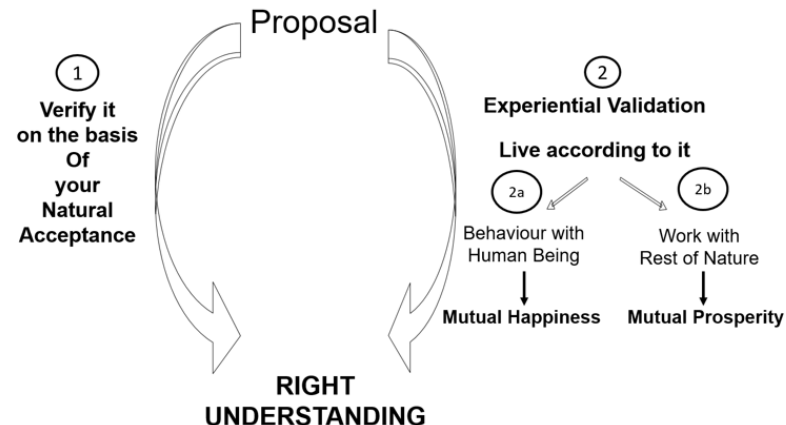 Proposal
1
Verify it
on the basis
Of
your
Natural
Acceptance
2
Experiential Validation
Live according to it
2a
Behaviour with
Human Being
Mutual Happiness
2b
Work with
Rest of Nature
Mutual Prosperity
RIGHT
UNDERSTANDING